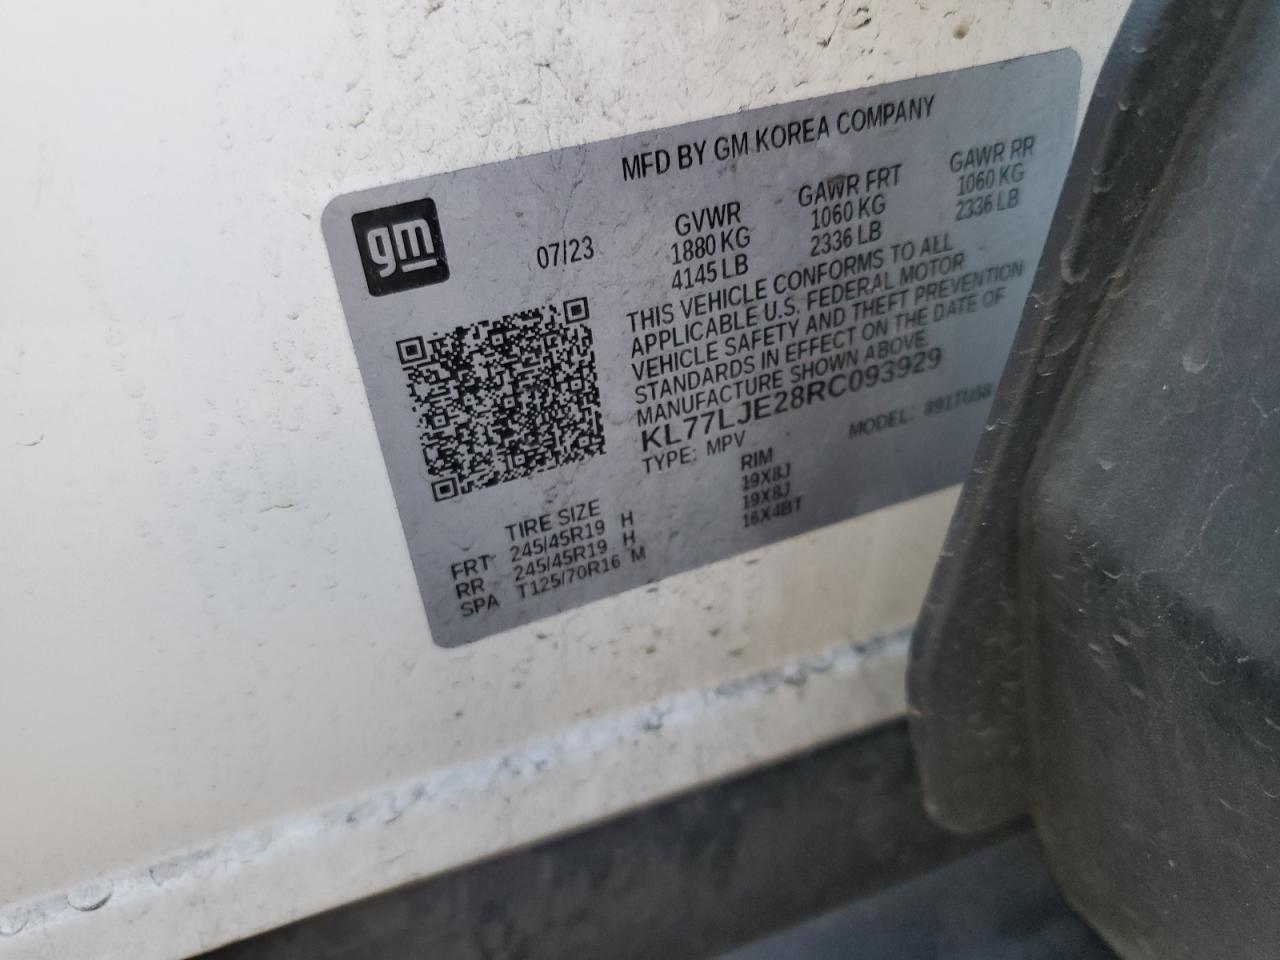 MFD BY GM KOREA COMPANY
gm
07/23
GVWR GAWR FRT GAWR RR
1880 KG 1060 KG 1060 KG
4145 LB 2336 LB 2336 LB
THIS VEHICLE CONFORMS TO ALL
APPLICABLE U.S. FEDERAL MOTOR
VEHICLE SAFETY AND THEFT PREVENTION
STANDARDS IN EFFECT ON THE DATE OF
MANUFACTURE SHOWN ABOVE.
KL77LJE28RC093929
TYPE: MPV MODEL: 891TU58
TIRE SIZE RIM
FRT 245/45R19 H 19X8J
RR 245/45R19 H 19X8J
SPA T125/70R16 M 16X4BT